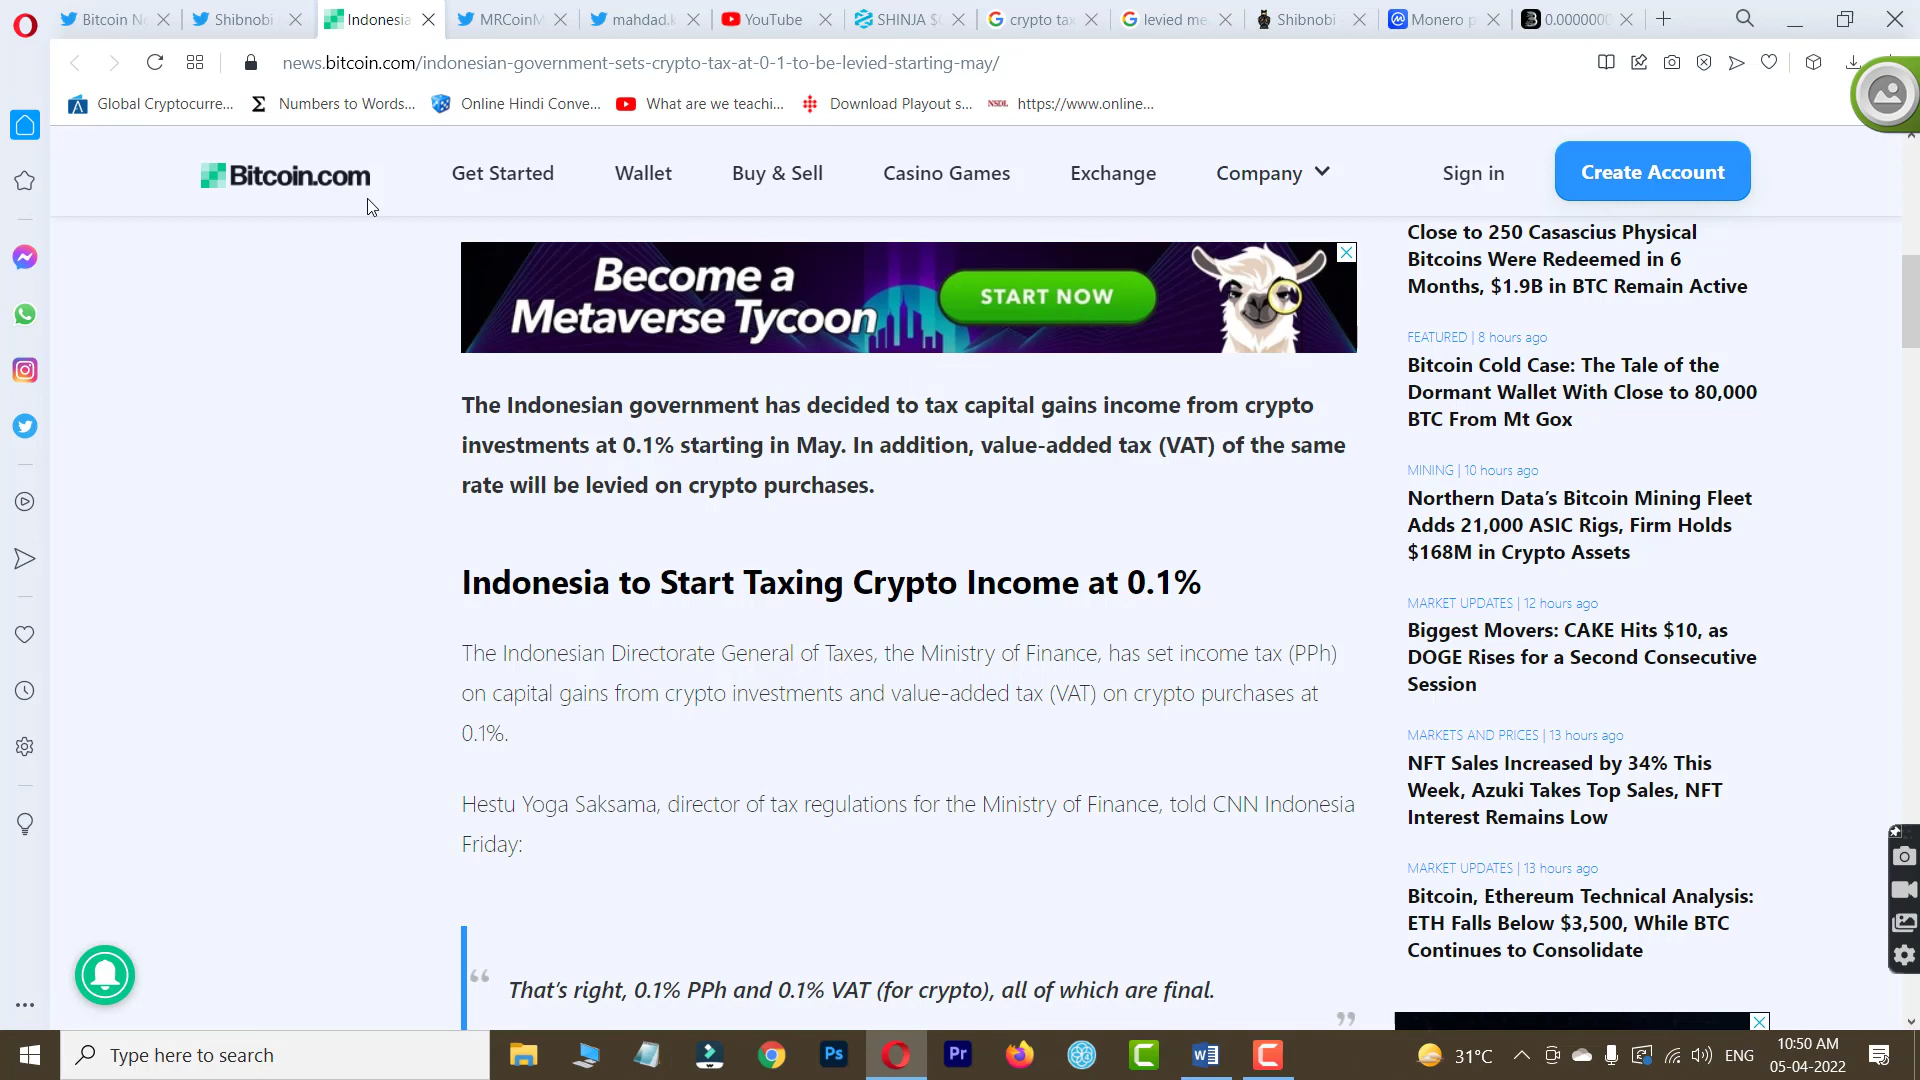 Bitcoin N
Shibnobi
Indonesia
MRCoinM
mahdad.k
YouTube
SHINJA $
crypto tax
levied me
Shibnobi
Monero p
0.0000000
news.bitcoin.com/indonesian-government-sets-crypto-tax-at-0-1-to-be-levied-starting-may/
Global Cryptocurre...
Numbers to Words...
Online Hindi Conve...
What are we teachi...
Download Playout s...
NSDL https://www.online...
Bitcoin.com
Get Started
Wallet
Buy & Sell
Casino Games
Exchange
Company
Sign in
Create Account
Become a
Metaverse Tycoon
START NOW
The Indonesian government has decided to tax capital gains income from crypto
investments at 0.1% starting in May. In addition, value-added tax (VAT) of the same
rate will be levied on crypto purchases.
Indonesia to Start Taxing Crypto Income at 0.1%
The Indonesian Directorate General of Taxes, the Ministry of Finance, has set income tax (PPh)
on capital gains from crypto investments and value-added tax (VAT) on crypto purchases at
0.1%.
Hestu Yoga Saksama, director of tax regulations for the Ministry of Finance, told CNN Indonesia
Friday:
“
That's right, 0.1% PPh and 0.1% VAT (for crypto), all of which are final.
”
Close to 250 Casascius Physical
Bitcoins Were Redeemed in 6
Months, $1.9B in BTC Remain Active
FEATURED | 8 hours ago
Bitcoin Cold Case: The Tale of the
Dormant Wallet With Close to 80,000
BTC From Mt Gox
MINING | 10 hours ago
Northern Data’s Bitcoin Mining Fleet
Adds 21,000 ASIC Rigs, Firm Holds
$168M in Crypto Assets
MARKET UPDATES | 12 hours ago
Biggest Movers: CAKE Hits $10, as
DOGE Rises for a Second Consecutive
Session
MARKETS AND PRICES | 13 hours ago
NFT Sales Increased by 34% This
Week, Azuki Takes Top Sales, NFT
Interest Remains Low
MARKET UPDATES | 13 hours ago
Bitcoin, Ethereum Technical Analysis:
ETH Falls Below $3,500, While BTC
Continues to Consolidate
Type here to search
Ps
Pr
31°C
ENG
10:50 AM
05-04-2022